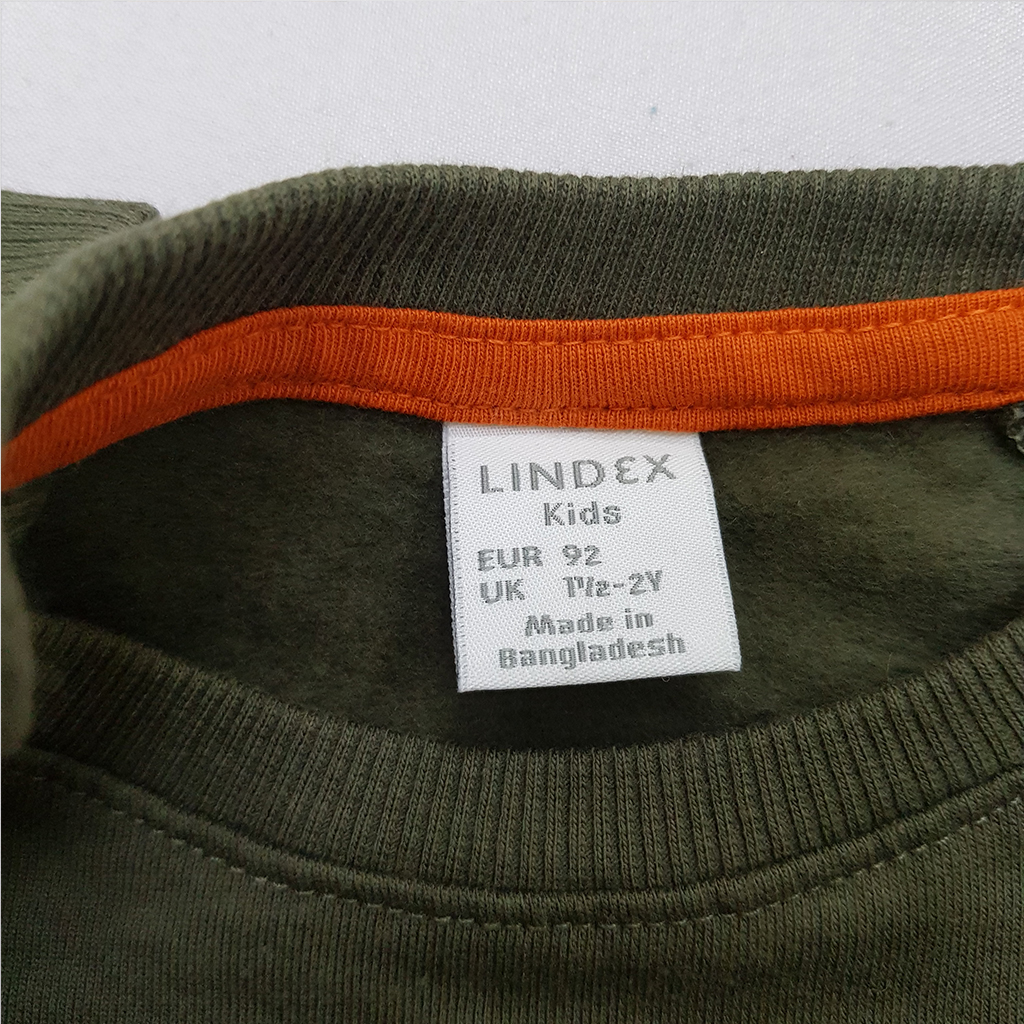 LINDEX
Kids
EUR 92
UK 1½-2Y
Made in
Bangladesh